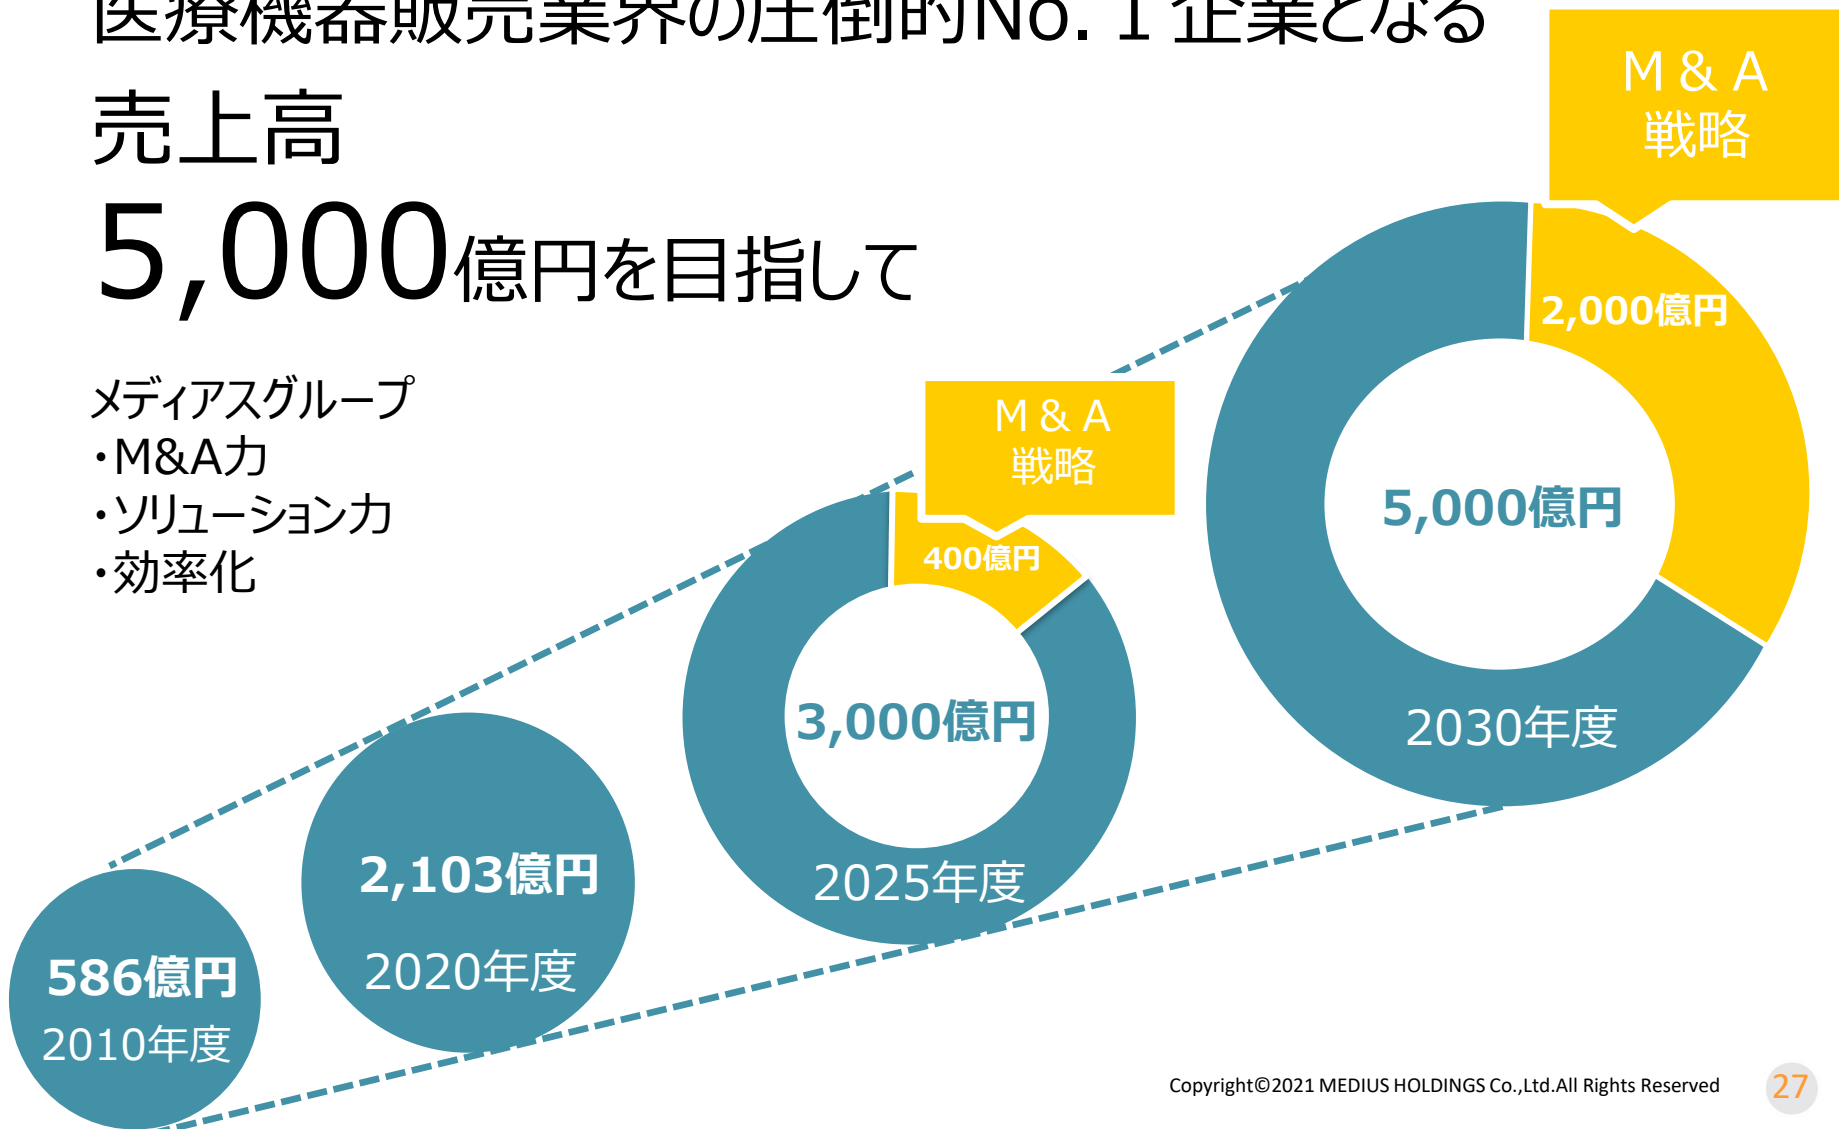 医療機器販売業界の圧倒的No.１企業となる
売上高
5,000億円を目指して
メディアスグループ
・M&A力
・ソリューション力
・効率化
Ｍ＆Ａ
戦略
2,000億円
5,000億円
2030年度
Ｍ＆Ａ
戦略
400億円
3,000億円
2025年度
2,103億円
2020年度
586億円
2010年度
Copyright©2021 MEDIUS HOLDINGS Co.,Ltd.All Rights Reserved
27